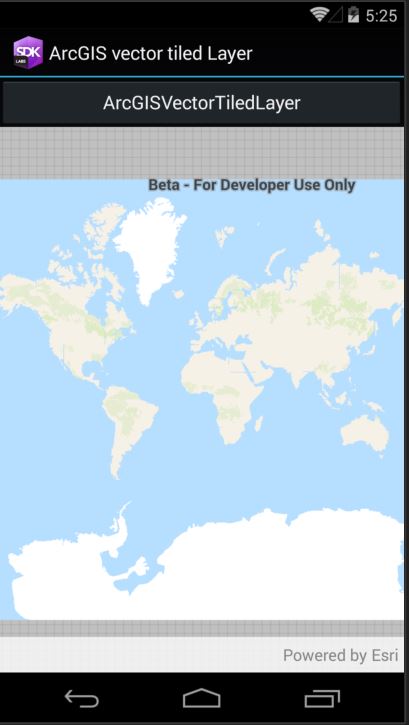 5:25
SDK
LABS
ArcGIS vector tiled Layer
ArcGISVectorTiledLayer
Beta - For Developer Use Only
Powered by Esri